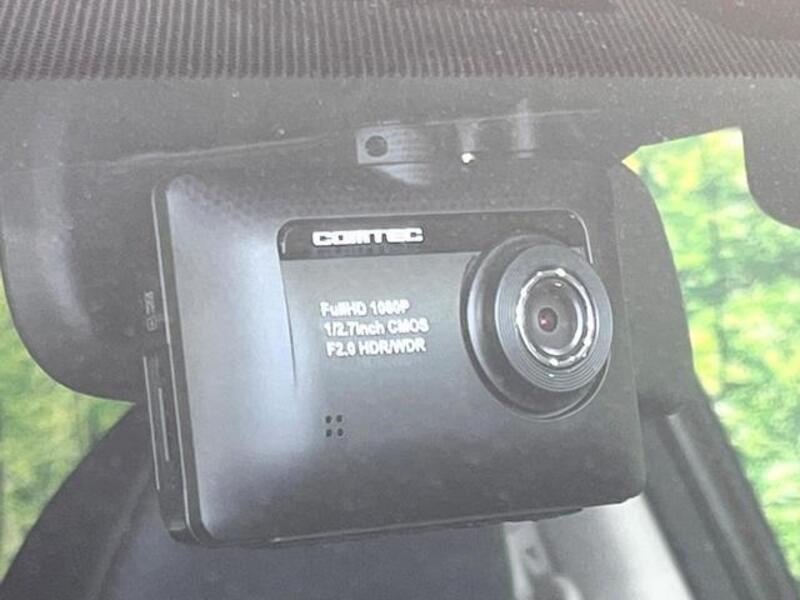 COMTEC
FullHD 1080P
1/2.7inch CMOS
F2.0 HDR/WDR